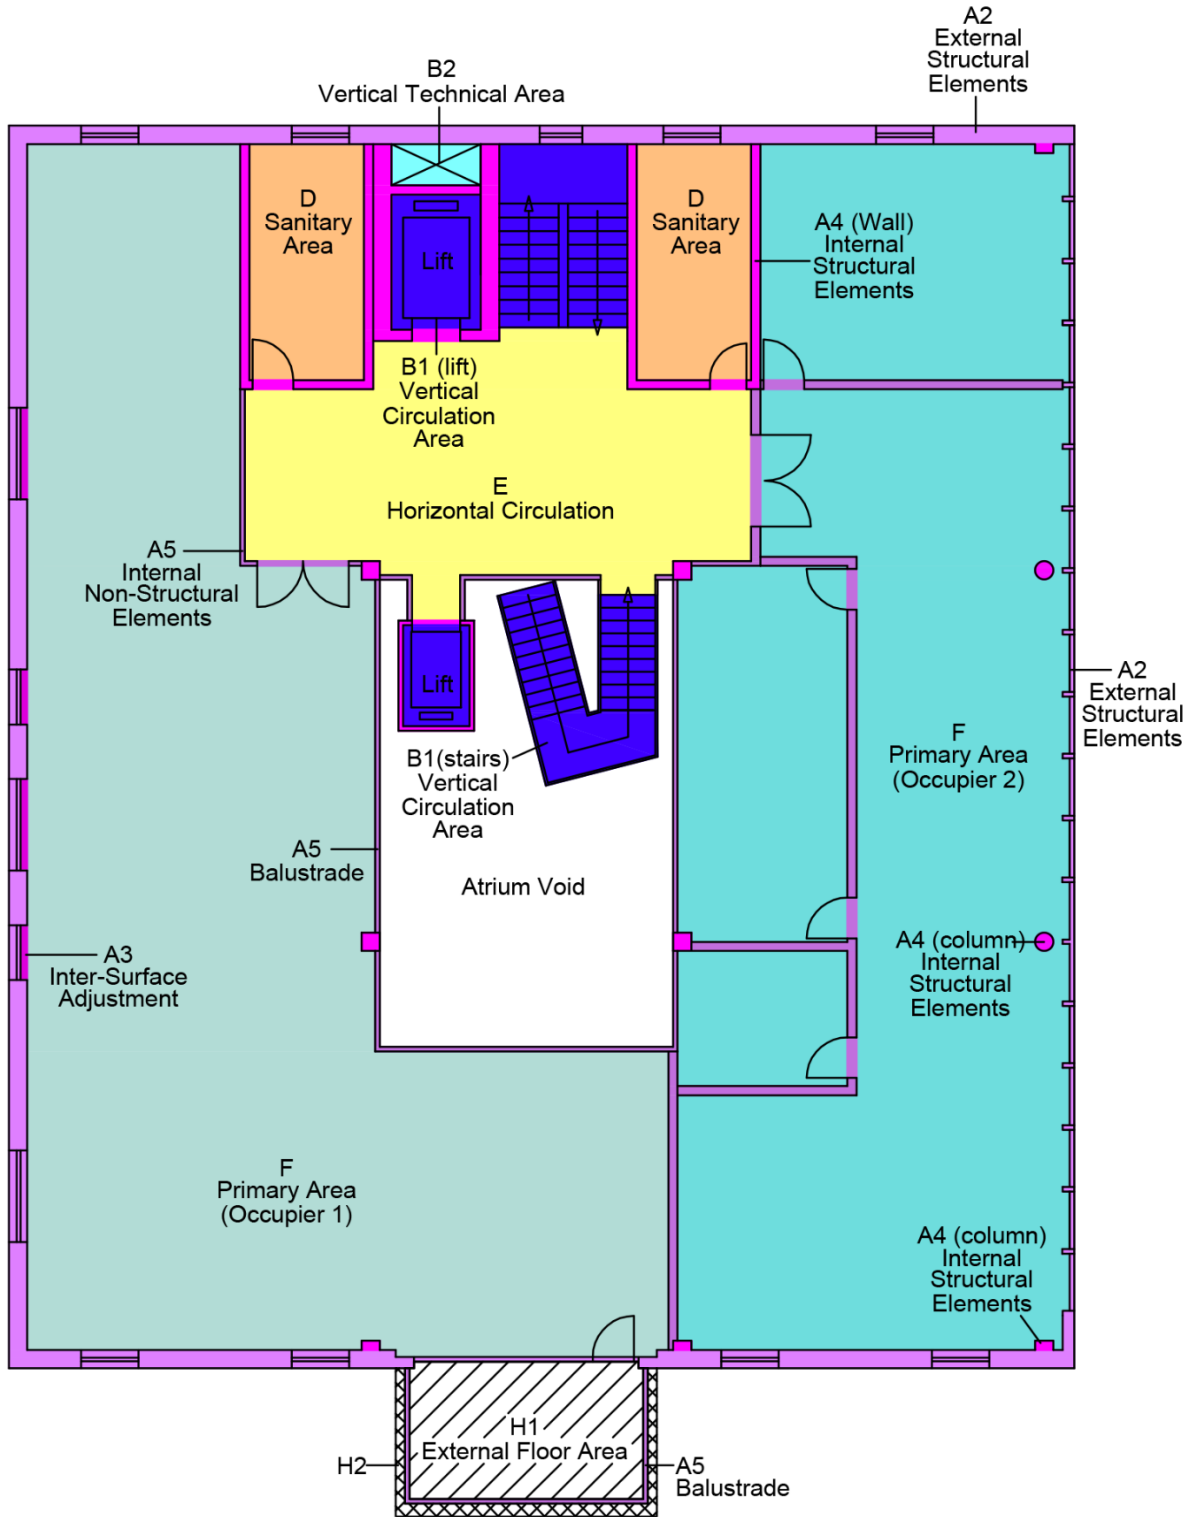 A2
External
Structural
Elements
B2
Vertical Technical Area
D
Sanitary
Area
Lift
D
Sanitary
Area
A4 (Wall)
Internal
Structural
Elements
B1 (lift)
Vertical
Circulation
Area
E
Horizontal Circulation
A5
Internal
Non-Structural
Elements
Lift
A2
External
Structural
Elements
F
Primary Area
(Occupier 2)
B1(stairs)
Vertical
Circulation
Area
A5
Balustrade
Atrium Void
A3
Inter-Surface
Adjustment
A4 (column)
Internal
Structural
Elements
F
Primary Area
(Occupier 1)
A4 (column)
Internal
Structural
Elements
H1
External Floor Area
H2
A5
Balustrade